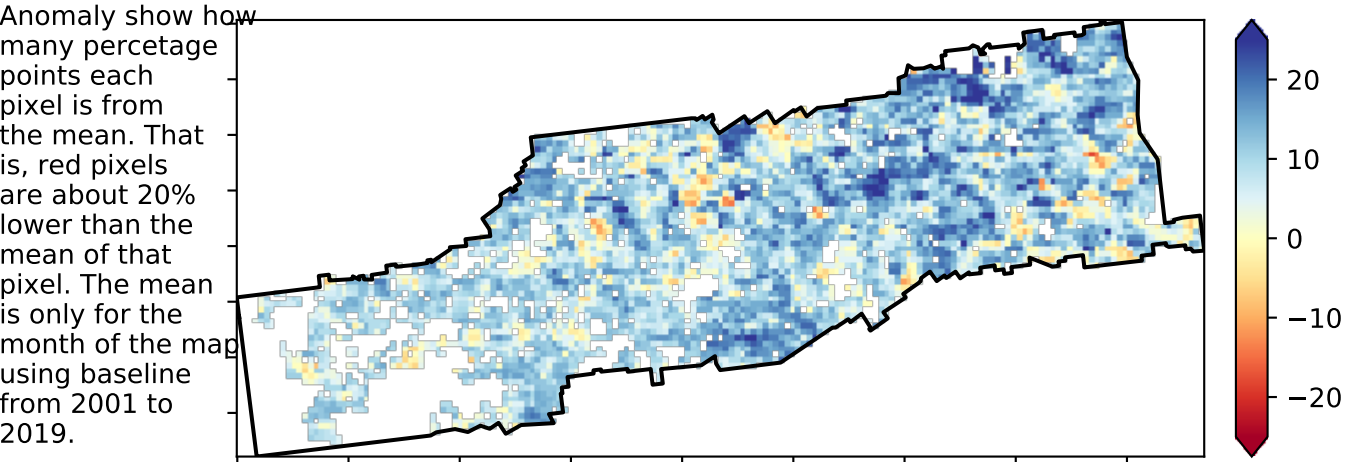 Anomaly show how
many percetage
points each
pixel is from
the mean. That
is, red pixels
are about 20%
lower than the
mean of that
pixel. The mean
is only for the
month of the map
using baseline
from 2001 to
2019.
20
10
0
−10
−20